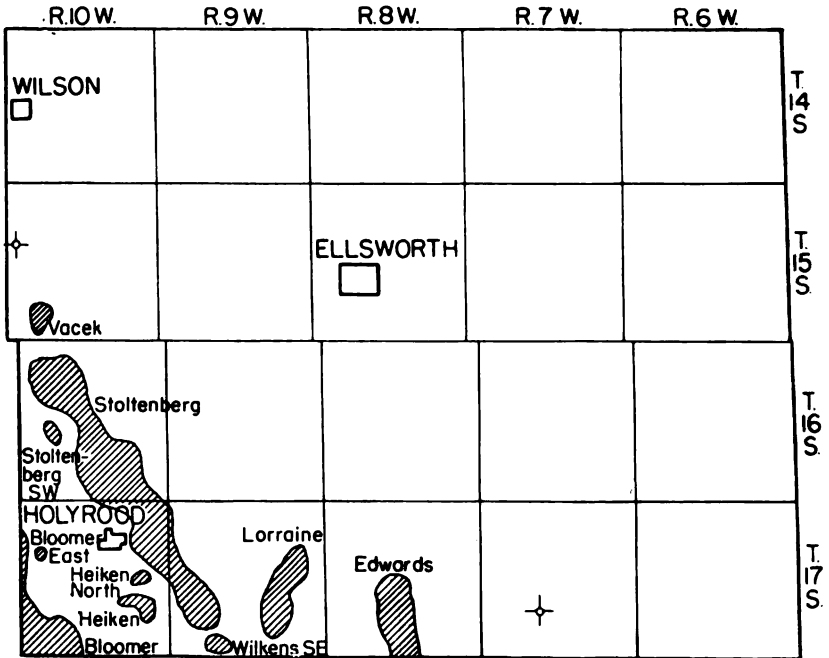 R.10 W. R.9 W. R.8 W. R.7 W. R.6 W.
WILSON
T.
14
S
ELLSWORTH
T.
15
S.
Vacek
Stoltenberg
T.
16
S.
Stolten-
berg
SW
HOLYROOD
Bloomer
East
Lorraine
Edwords
Heiken
North
T.
17
S.
Heiken
Bloomer
Wilkens SE